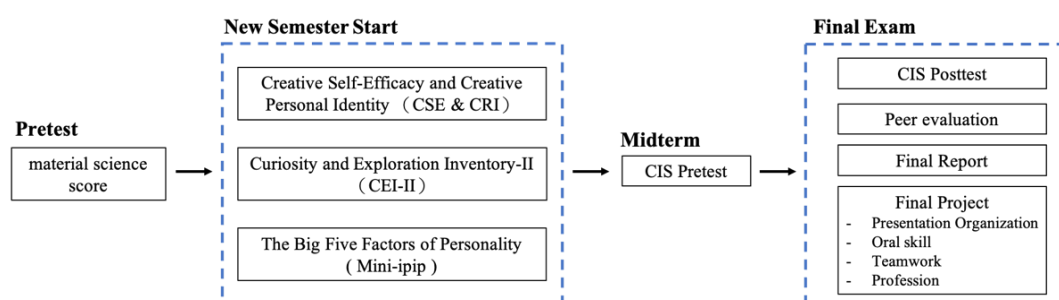 Pretest
material science
score
New Semester Start
Creative Self-Efficacy and Creative
Personal Identity（CSE & CRI）
Curiosity and Exploration Inventory-II
（CEI-II）
The Big Five Factors of Personality
( Mini-ipip )
Midterm
CIS Pretest
Final Exam
CIS Posttest
Peer evaluation
Final Report
Final Project
- Presentation Organization
- Oral skill
- Teamwork
- Profession